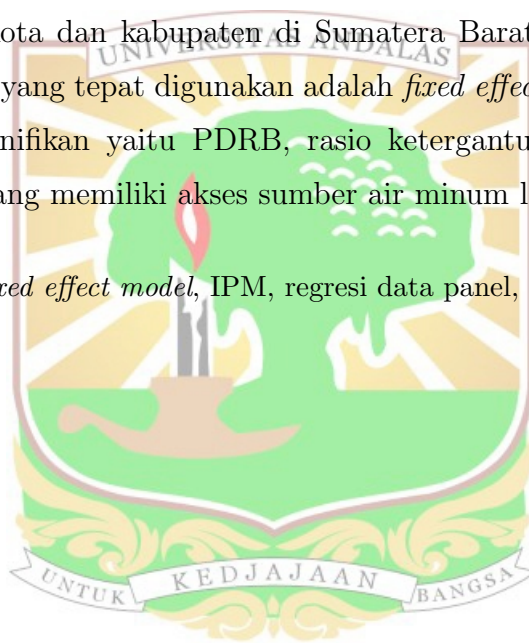 ota dan kabupaten di Sumatera Barat
UNIVERSITAS ANDALAS
yang tepat digunakan adalah fixed effec
nifikan yaitu PDRB, rasio ketergantu
ang memiliki akses sumber air minum l
xed effect model, IPM, regresi data panel,
UNTUK KEDJAJAAN BANGSA